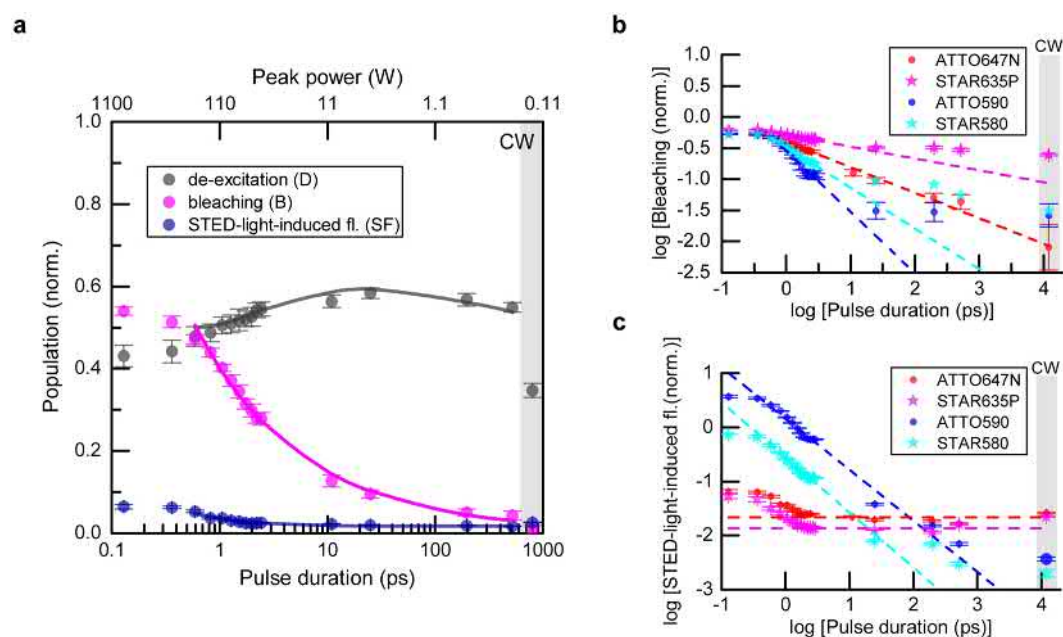 a
Peak power (W)
1100 110 11 1.1 0.11
CW
de-excitation (D)
bleaching (B)
STED-light-induced fl. (SF)
Population (norm.)
1.0
0.8
0.6
0.4
0.2
0.0
0.1 1 10 100 1000
Pulse duration (ps)
b
CW
ATTO647N
STAR635P
ATTO590
STAR580
log [Bleaching (norm.)]
1.0
0.5
0.0
-0.5
-1.0
-1.5
-2.0
-2.5
-1 0 1 2 3 4
log [Pulse duration (ps)]
c
CW
ATTO647N
STAR635P
ATTO590
STAR580
log [STED-light-induced fl.(norm.)]
1
0
-1
-2
-3
-1 0 1 2 3 4
log [Pulse duration (ps)]